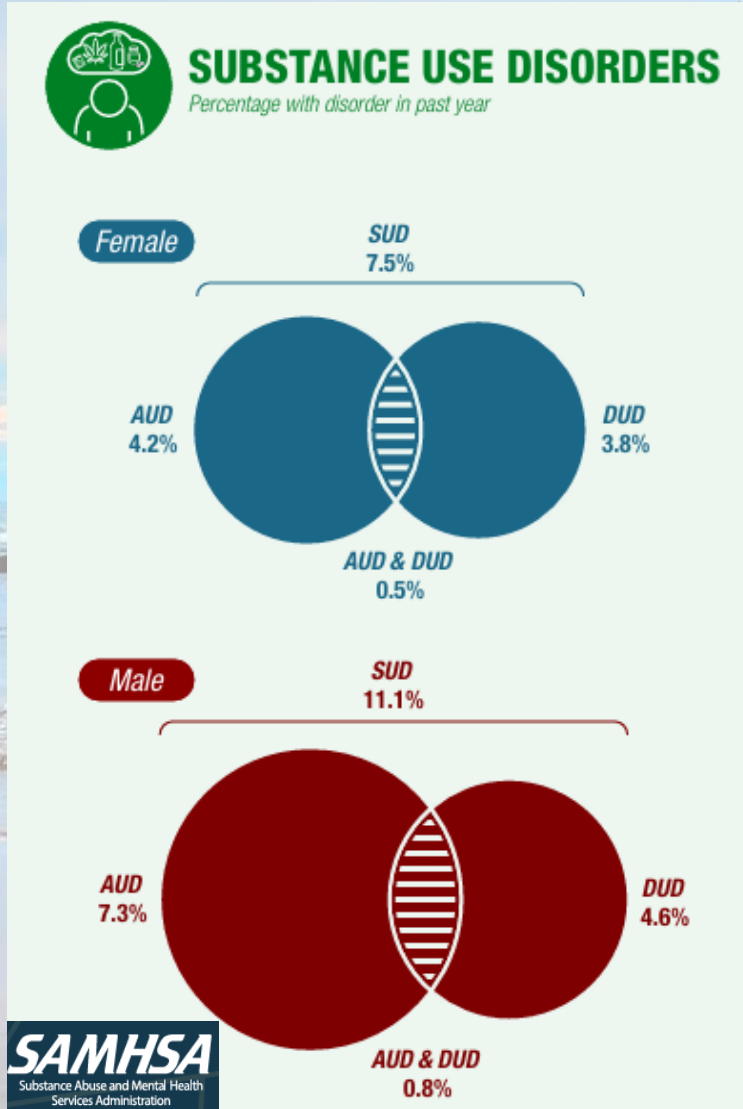 SUBSTANCE USE DISORDERS
Percentage with disorder in past year
Female
SUD
7.5%
AUD
4.2%
DUD
3.8%
AUD & DUD
0.5%
Male
SUD
11.1%
AUD
7.3%
DUD
4.6%
AUD & DUD
0.8%
SAMHSA
Substance Abuse and Mental Health
Services Administration